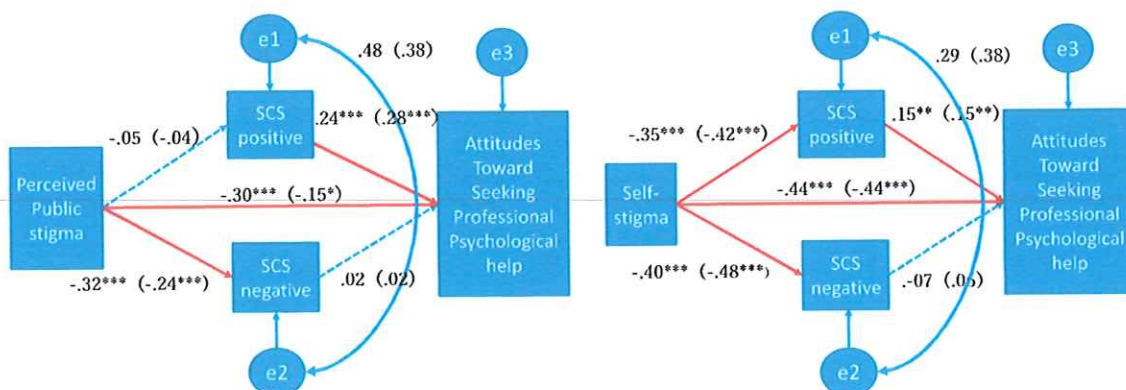 e1
.48 (.38)
e3
SCS
positive
.24*** (.28***)
-.05 (-.04)
Attitudes
Toward
Seeking
Professional
Psychological
help
Perceived
Public
stigma
-.30*** (-.15*)
SCS
negative
-.32*** (-.24***)
.02 (.02)
e2
e1
.29 (.38)
e3
SCS
positive
.15** (.15**)
-.35*** (-.42***)
Attitudes
Toward
Seeking
Professional
Psychological
help
Self-
stigma
-.44*** (-.44***)
SCS
negative
-.40*** (-.48***)
.-07 (.06)
e2